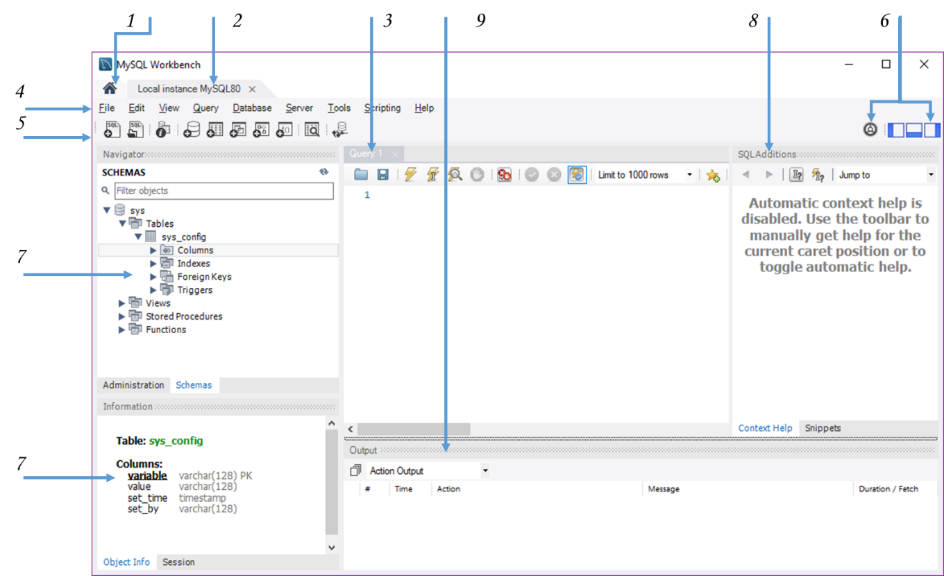 1 2 3 9 8 6
MySQL Workbench
Local instance MySQL80
4
File Edit View Query Database Server Tools Scripting Help
5
Navigator
Query 1
SQLAdditions
SCHEMAS
Limit to 1000 rows
Jump to
Filter objects
1
sys
Tables
sys_config
Columns
7
Indexes
Foreign Keys
Triggers
Views
Stored Procedures
Functions
Automatic context help is
disabled. Use the toolbar to
manually get help for the
current caret position or to
toggle automatic help.
Administration Schemas
Information
Context Help Snippets
Table: sys_config
Output
Columns:
7
variable varchar(128) PK
value varchar(128)
set_time timestamp
set_by varchar(128)
Action Output
# Time Action Message Duration / Fetch
Object Info Session